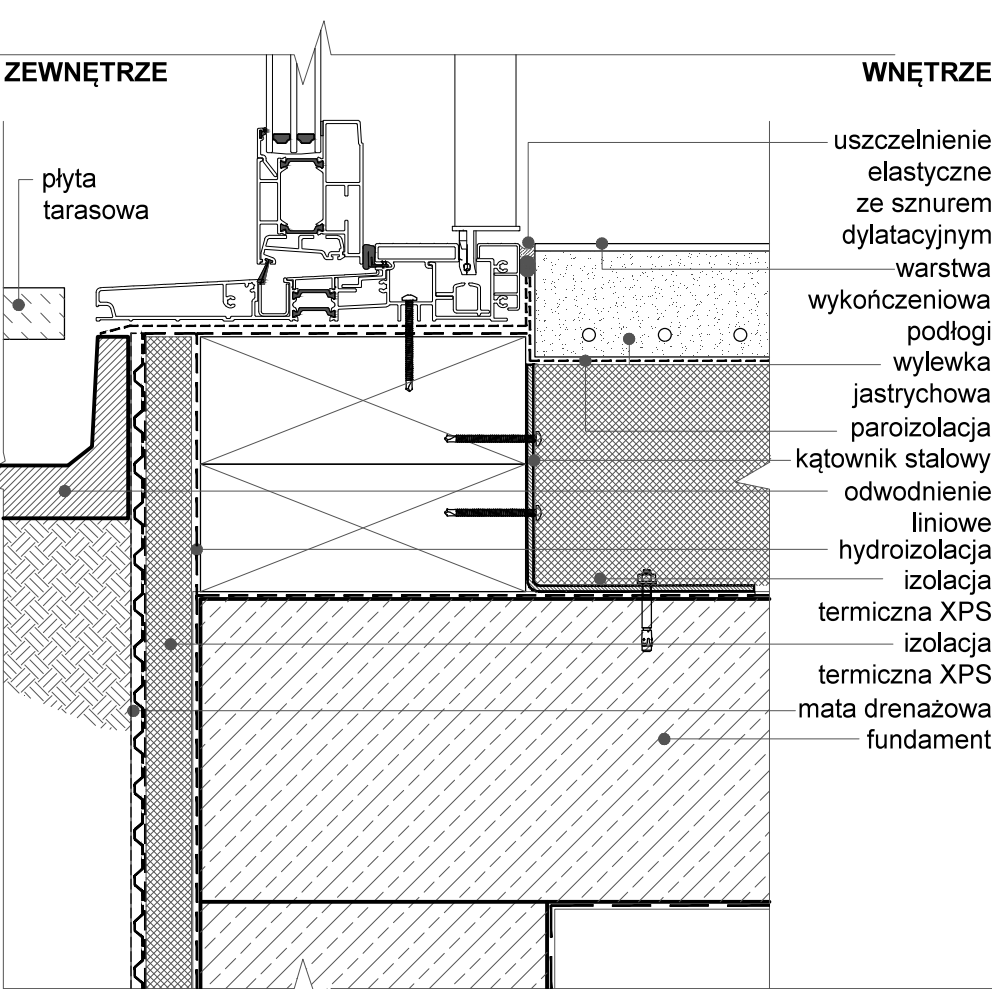 ZEWNĘTRZE
WNĘTRZE
płyta
tarasowa
uszczelnienie
elastyczne
ze sznurem
dylatacyjnym
warstwa
wykończeniowa
podłogi
wylewka
jastrychowa
paroizolacja
kątownik stalowy
odwodnienie
liniowe
hydroizolacja
izolacja
termiczna XPS
izolacja
termiczna XPS
mata drenażowa
fundament